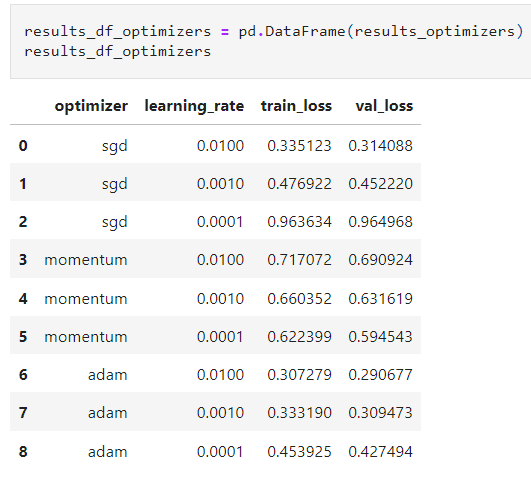 results_df_optimizers = pd.DataFrame(results_optimizers)
results_df_optimizers
optimizer learning_rate train_loss val_loss
0 sgd 0.0100 0.335123 0.314088
1 sgd 0.0010 0.476922 0.452220
2 sgd 0.0001 0.963634 0.964968
3 momentum 0.0100 0.717072 0.690924
4 momentum 0.0010 0.660352 0.631619
5 momentum 0.0001 0.622399 0.594543
6 adam 0.0100 0.307279 0.290677
7 adam 0.0010 0.333190 0.309473
8 adam 0.0001 0.453925 0.427494